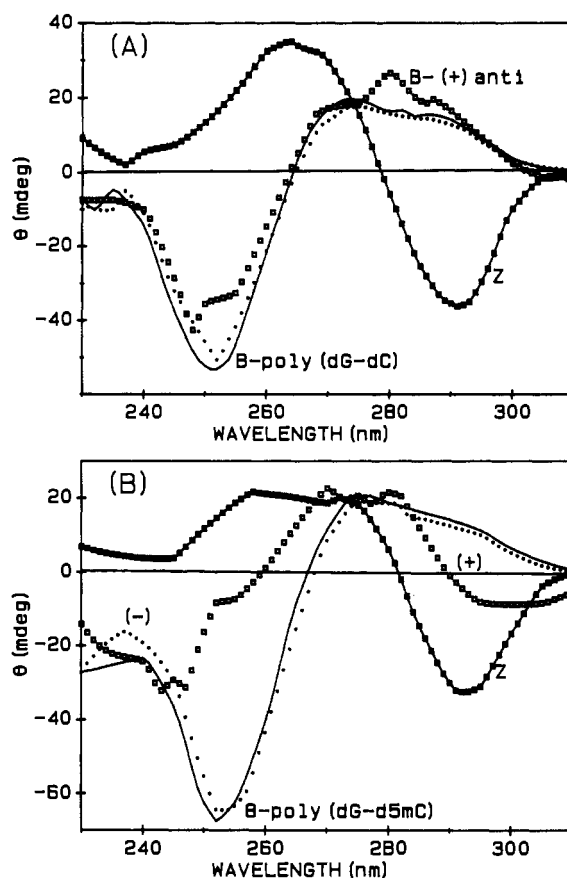 40
(A)
B-(+) anti
20
0
θ (mdeg)
-20
Z
-40
B-poly (dG-dC)
240 260 280 300
WAVELENGTH (nm)
(B)
20
(+)
0
θ (mdeg)
(-)
-20
Z
-40
-60
B-poly (dG-d5mC)
240 260 280 300
WAVELENGTH (nm)